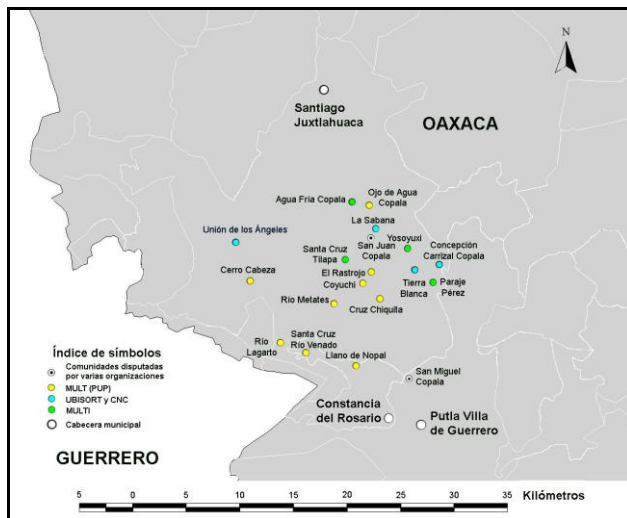 N
Santiago
Juxtlahuaca
OAXACA
Ojo de Agua
Copala
Agua Fría Copala
La Sabana
Unión de los Ángeles
San Juan
Copala
Yosoyuxi
Concepción
Carrizal Copala
Santa Cruz
Tilapa
El Rastrojo
Cerro Cabeza
Coyuchi
Tierra
Blanca
Paraje
Pérez
Río Metates
Cruz Chiquita
Río
Lagarto
Santa Cruz
Río Venado
Llano de Nopal
San Miguel
Copala
Constancia
del Rosario
Putla Villa
de Guerrero
Índice de símbolos
Comunidades disputadas
por varias organizaciones
MULT (PUP)
UBISORT y CNC
MULTI
Cabecera municipal
GUERRERO
5 0 5 10 15 20 25 30 35 Kilómetros